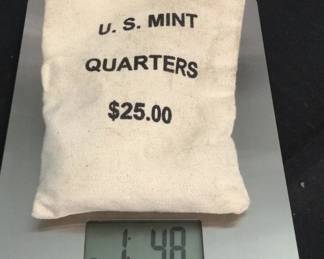 U. S. MINT
QUARTERS
$25.00
1: 48